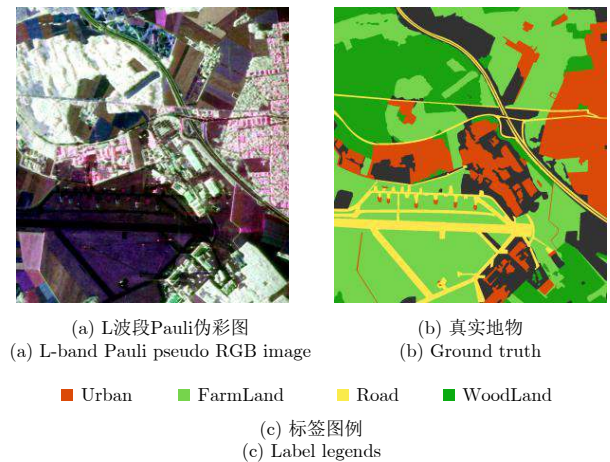 (a) L波段Pauli伪彩图
(a) L-band Pauli pseudo RGB image
(b) 真实地物
(b) Ground truth
Urban FarmLand Road WoodLand
(c) 标签图例
(c) Label legends